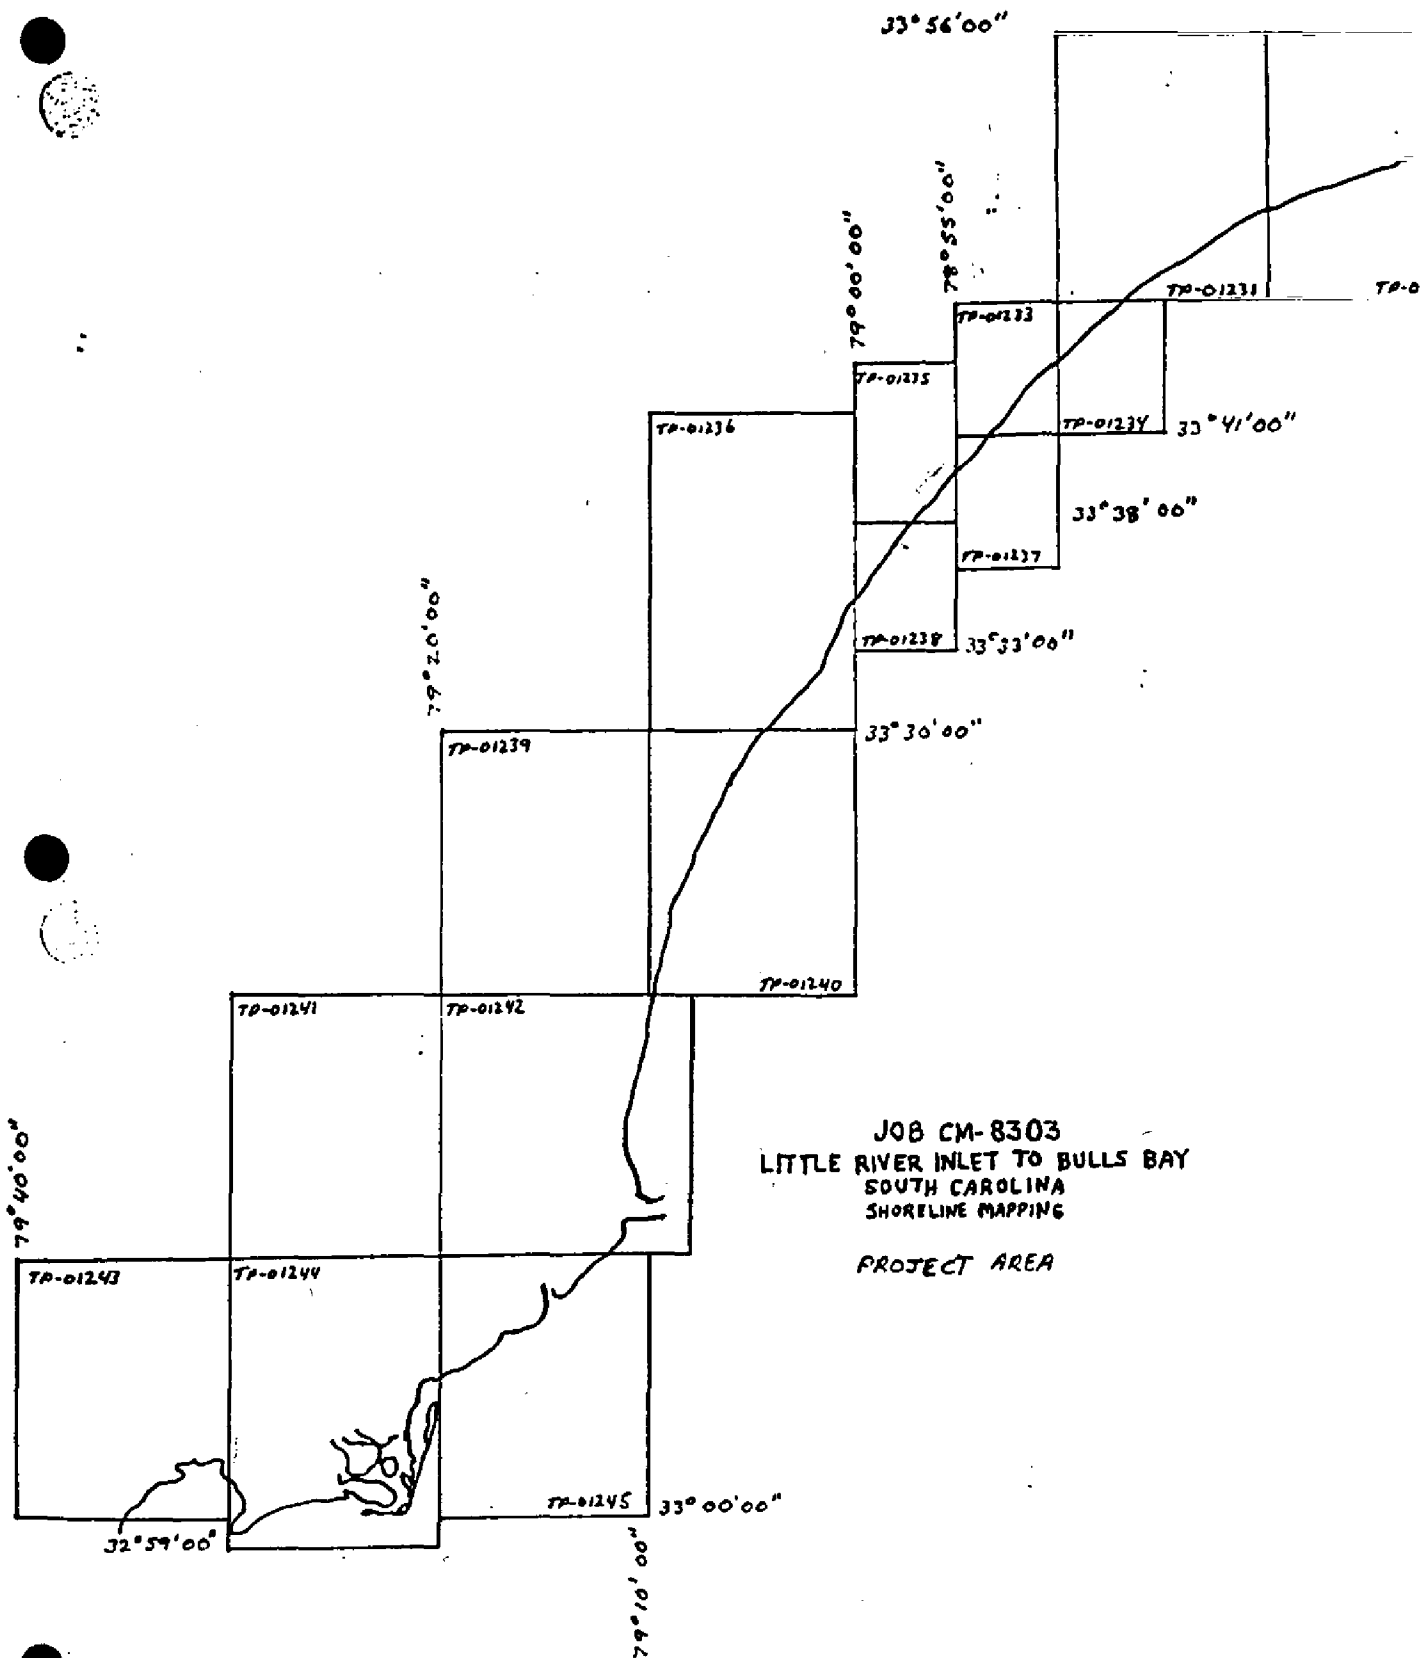 33°56'00"
78°55'00"
79°00'00"
TP-01231
TP-0
TP-01233
TP-01235
TP-01236
TP-01234
33°41'00"
33°38'00"
TP-01237
79°20'00"
TP-01238
33°33'00"
TP-01239
33°30'00"
TP-01240
TP-01241
TP-01242
JOB CM-8303
LITTLE RIVER INLET TO BULLS BAY
SOUTH CAROLINA
SHORELINE MAPPING
PROJECT AREA
79°40'00"
TP-01243
TP-01244
TP-01245
33°00'00"
32°59'00"
79°10'00"